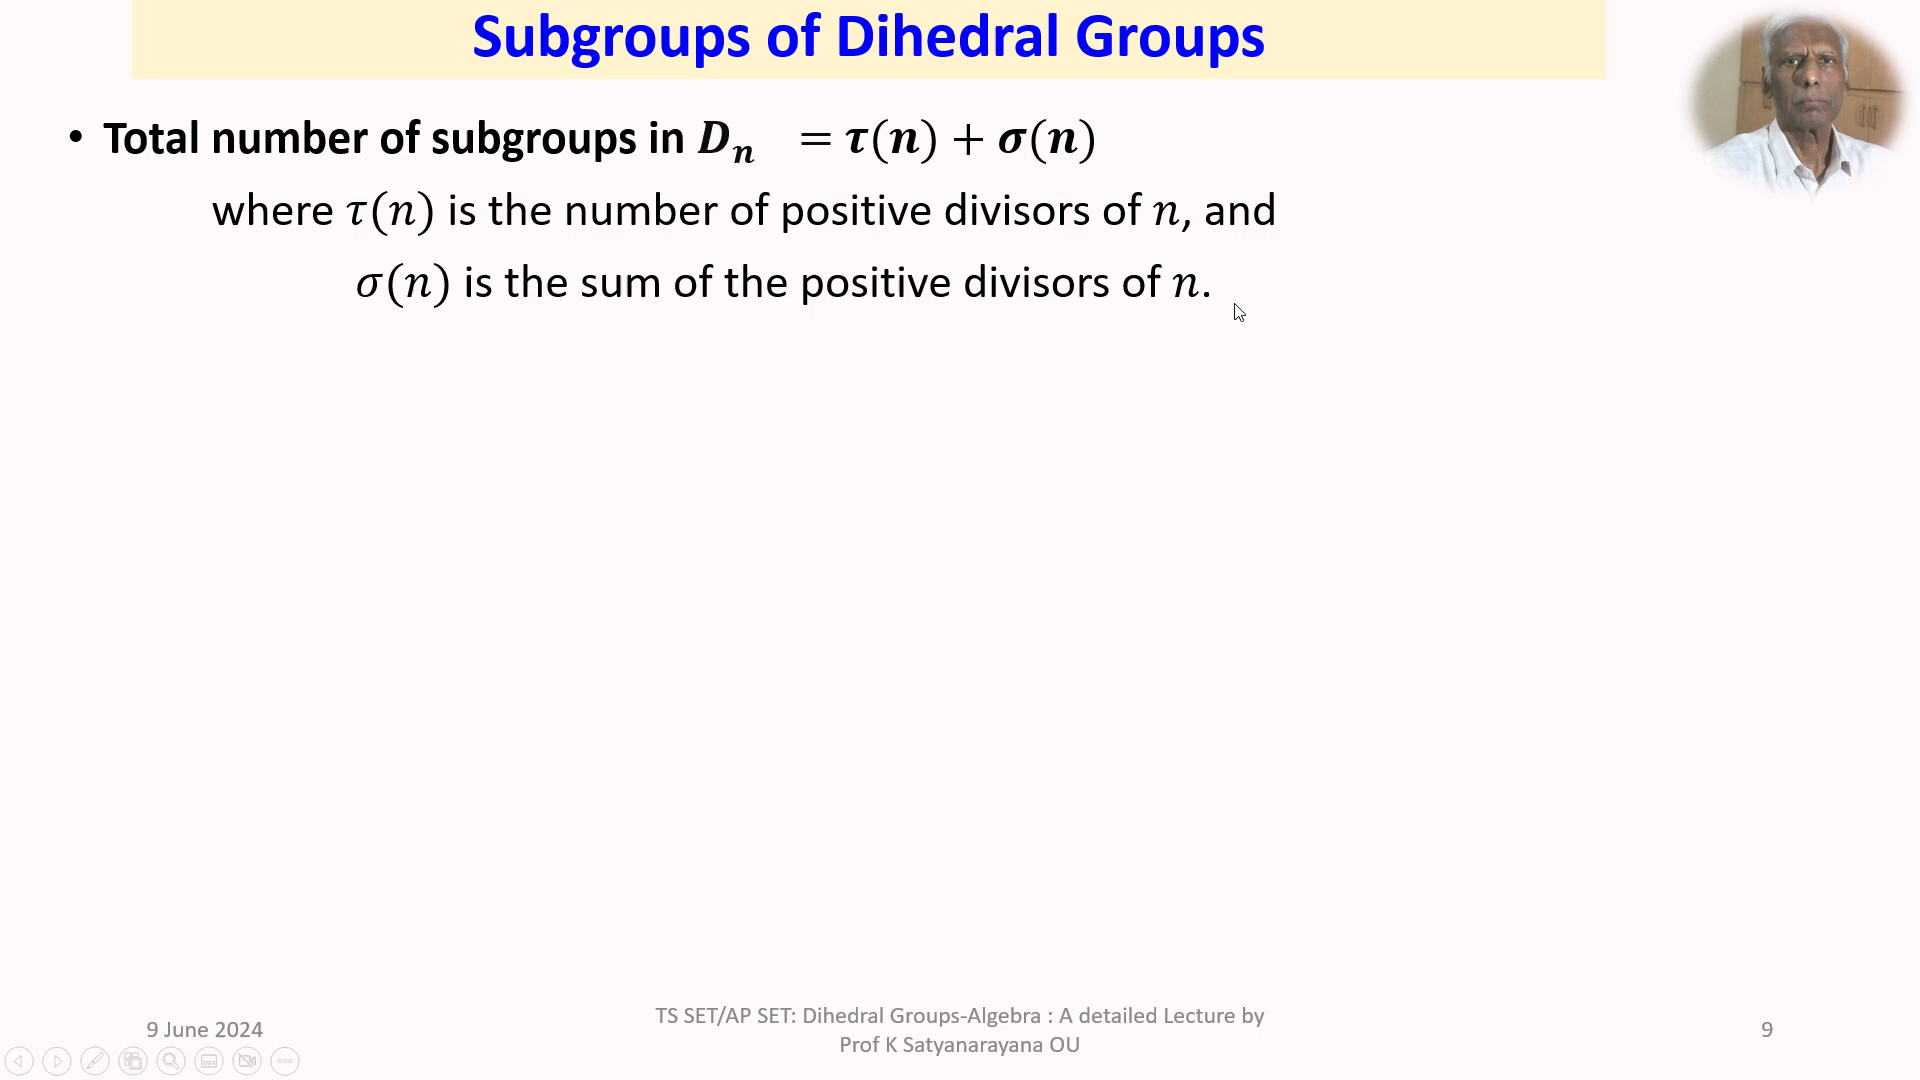 Subgroups of Dihedral Groups
• Total number of subgroups in 𝑫ₙ = 𝝉(𝒏) + 𝝈(𝒏)
where 𝜏(𝑛) is the number of positive divisors of 𝑛, and
𝜎(𝑛) is the sum of the positive divisors of 𝑛.
9 June 2024
TS SET/AP SET: Dihedral Groups-Algebra : A detailed Lecture by
Prof K Satyanarayana OU
9